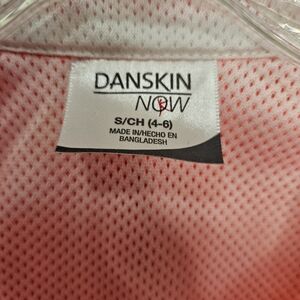 DANSKIN
NOW
S/CH (4-6)
MADE IN/HECHO EN
BANGLADESH